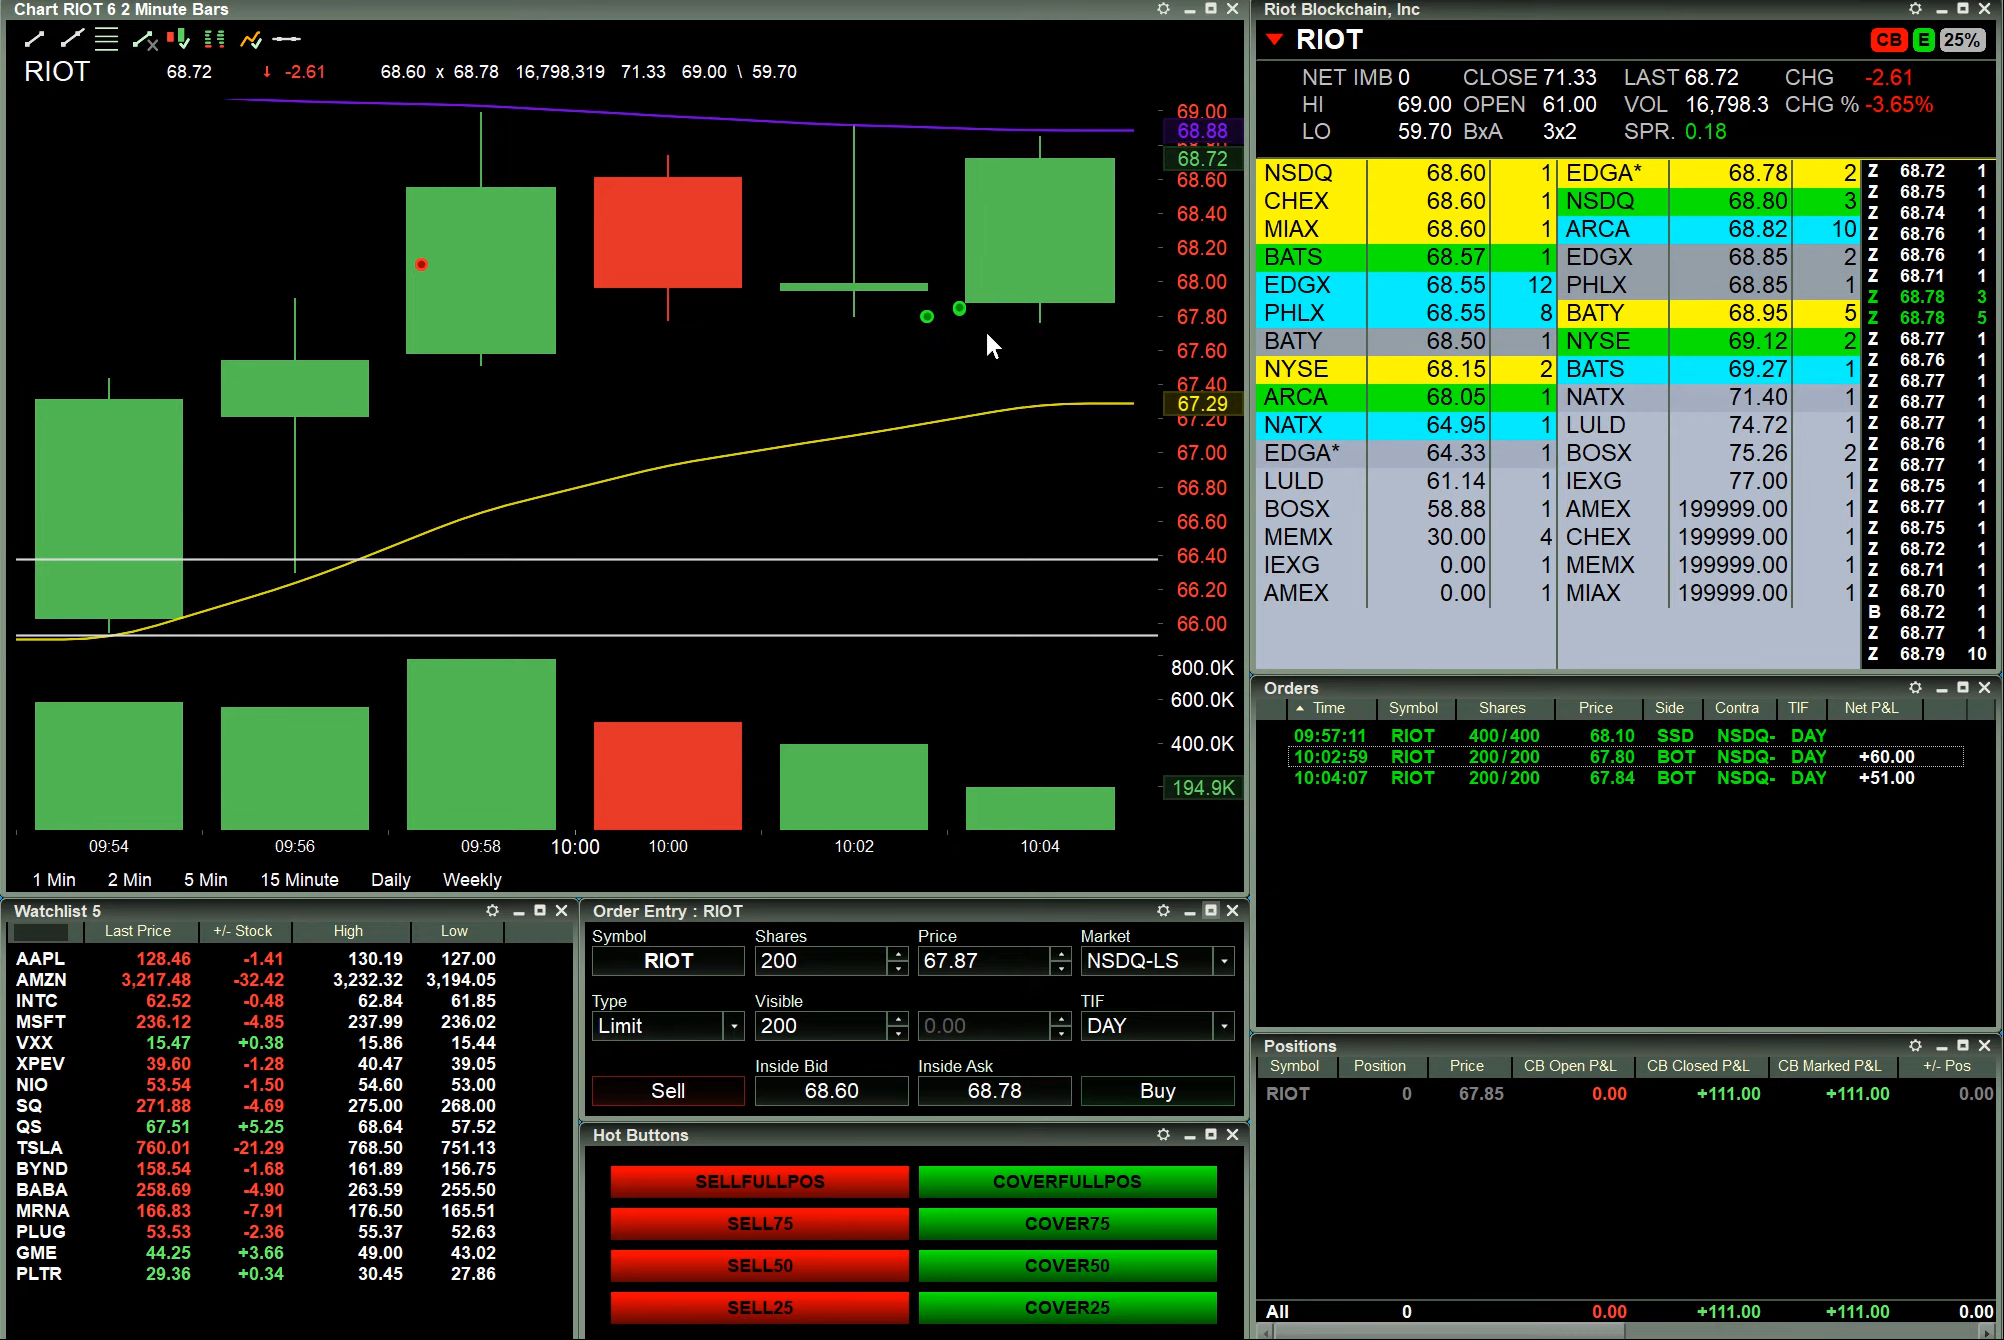 Chart RIOT 6 2 Minute Bars
RIOT 68.72 ↓ -2.61 68.60 x 68.78 16,798,319 71.33 69.00 \ 59.70
69.00
68.88
68.72
68.60
68.40
68.20
68.00
67.80
67.60
67.40
67.29
67.20
67.00
66.80
66.60
66.40
66.20
66.00
800.0K
600.0K
400.0K
194.9K
09:54 09:56 09:58 10:00 10:00 10:02 10:04
1 Min 2 Min 5 Min 15 Minute Daily Weekly
Riot Blockchain, Inc
RIOT CB E 25%
NET IMB 0 CLOSE 71.33 LAST 68.72 CHG -2.61
HI 69.00 OPEN 61.00 VOL 16,798.3 CHG % -3.65%
LO 59.70 BxA 3x2 SPR. 0.18
NSDQ 68.60 1 EDGA* 68.78 2
CHEX 68.60 1 NSDQ 68.80 3
MIAX 68.60 1 ARCA 68.82 10
BATS 68.57 1 EDGX 68.85 2
EDGX 68.55 12 PHLX 68.85 1
PHLX 68.55 8 BATY 68.95 5
BATY 68.50 1 NYSE 69.12 2
NYSE 68.15 2 BATS 69.27 1
ARCA 68.05 1 NATX 71.40 1
NATX 64.95 1 LULD 74.72 1
EDGA* 64.33 1 BOSX 75.26 2
LULD 61.14 1 IEXG 77.00 1
BOSX 58.88 1 AMEX 199999.00 1
MEMX 30.00 4 CHEX 199999.00 1
IEXG 0.00 1 MEMX 199999.00 1
AMEX 0.00 1 MIAX 199999.00 1
Z 68.72 1
Z 68.75 1
Z 68.74 1
Z 68.76 1
Z 68.76 1
Z 68.71 1
Z 68.78 3
Z 68.78 5
Z 68.77 1
Z 68.76 1
Z 68.77 1
Z 68.77 1
Z 68.77 1
Z 68.76 1
Z 68.77 1
Z 68.75 1
Z 68.77 1
Z 68.75 1
Z 68.72 1
Z 68.71 1
Z 68.70 1
B 68.72 1
Z 68.77 1
Z 68.79 10
Orders
Time Symbol Shares Price Side Contra TIF Net P&L
09:57:11 RIOT 400/400 68.10 SSD NSDQ- DAY
10:02:59 RIOT 200/200 67.80 BOT NSDQ- DAY +60.00
10:04:07 RIOT 200/200 67.84 BOT NSDQ- DAY +51.00
Watchlist 5
Last Price +/- Stock High Low
AAPL 128.46 -1.41 130.19 127.00
AMZN 3,217.48 -32.42 3,232.32 3,194.05
INTC 62.52 -0.48 62.84 61.85
MSFT 236.12 -4.85 237.99 236.02
VXX 15.47 +0.38 15.86 15.44
XPEV 39.60 -1.28 40.47 39.05
NIO 53.54 -1.50 54.60 53.00
SQ 271.88 -4.69 275.00 268.00
QS 67.51 +5.25 68.64 57.52
TSLA 760.01 -21.29 768.50 751.13
BYND 158.54 -1.68 161.89 156.75
BABA 258.69 -4.90 263.59 255.50
MRNA 166.83 -7.91 176.50 165.51
PLUG 53.53 -2.36 55.37 52.63
GME 44.25 +3.66 49.00 43.02
PLTR 29.36 +0.34 30.45 27.86
Order Entry : RIOT
Symbol Shares Price Market
RIOT 200 67.87 NSDQ-LS
Type Visible TIF
Limit 200 0.00 DAY
Inside Bid Inside Ask
Sell 68.60 68.78 Buy
Hot Buttons
SELLFULLPOS COVERFULLPOS
SELL75 COVER75
SELL50 COVER50
SELL25 COVER25
Positions
Symbol Position Price CB Open P&L CB Closed P&L CB Marked P&L +/- Pos
RIOT 0 67.85 0.00 +111.00 +111.00 0.00
All 0 0.00 +111.00 +111.00 0.00